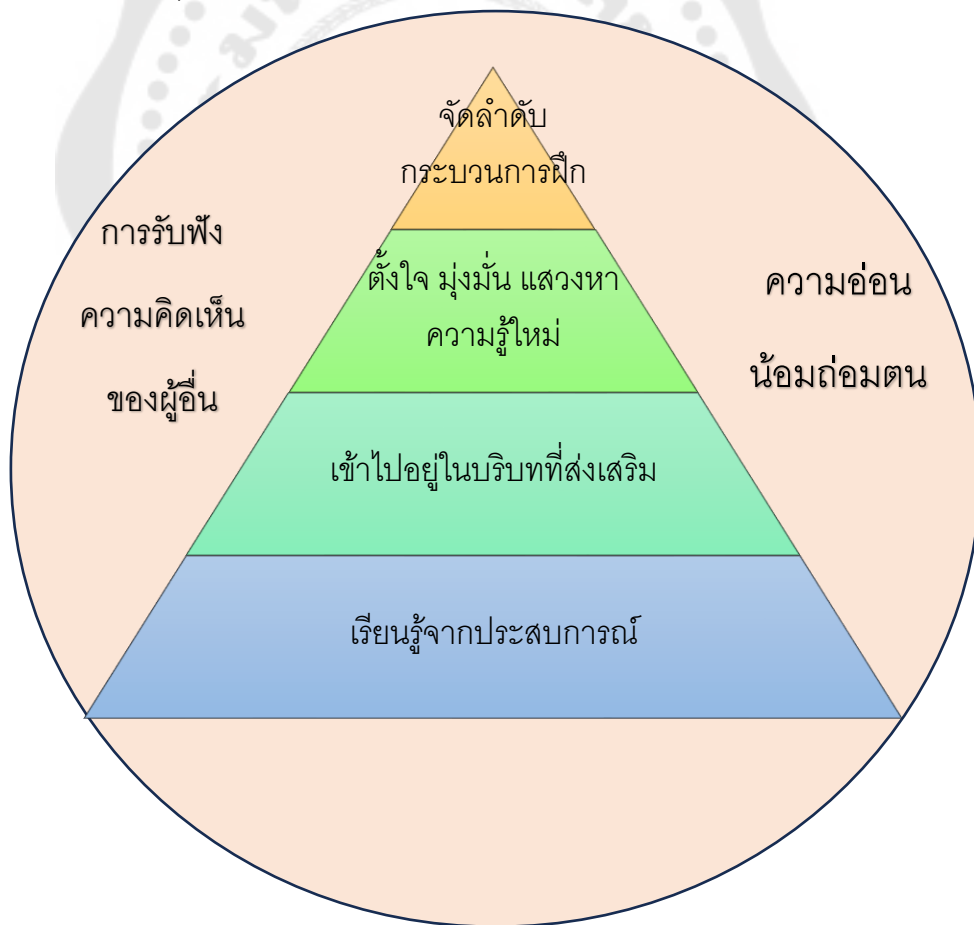 จัดลำดับ
กระบวนการฝึก
การรับฟัง
ความคิดเห็น
ของผู้อื่น
ตั้งใจ มุ่งมั่น แสวงหา
ความรู้ใหม่
ความอ่อน
น้อมถ่อมตน
เข้าไปอยู่ในบริบทที่ส่งเสริม
เรียนรู้จากประสบการณ์